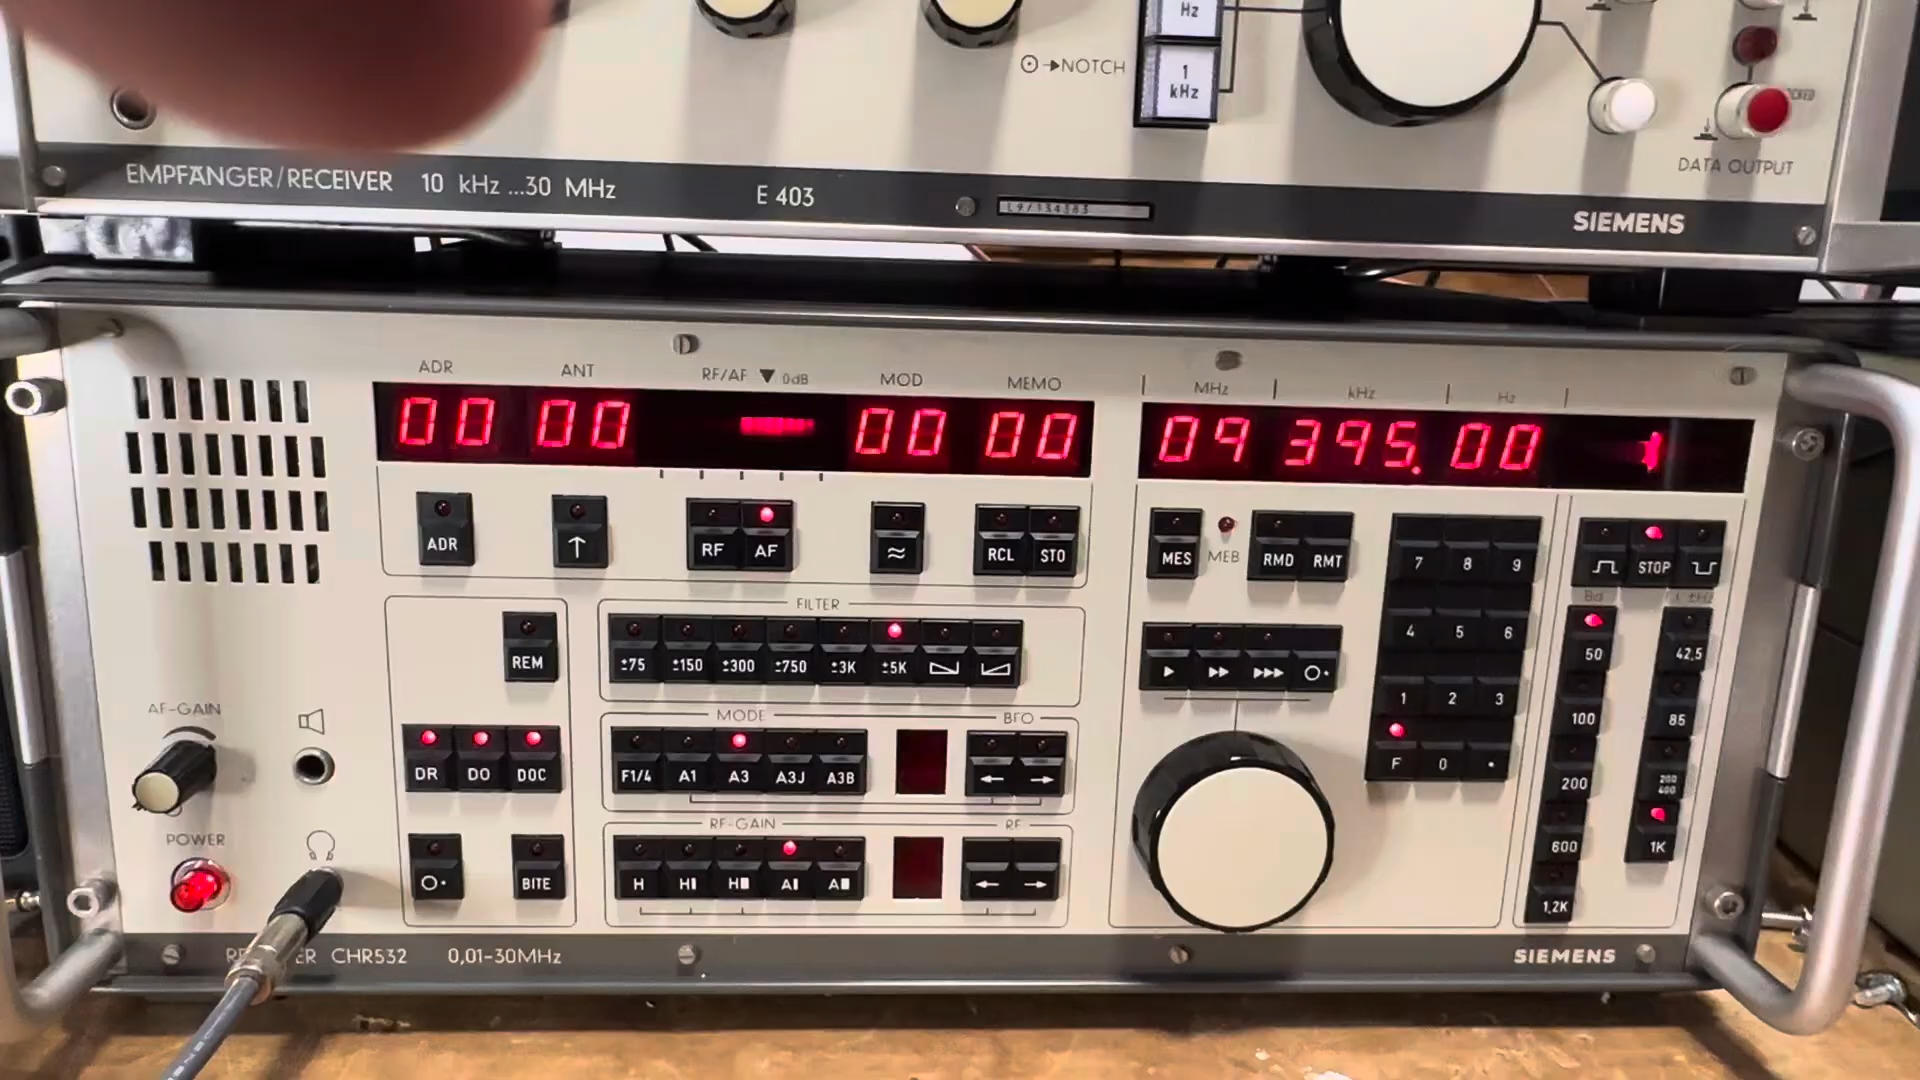 Hz
1
kHz
⊙→NOTCH
DATA OUTPUT
EMPFÄNGER/RECEIVER 10 kHz ...30 MHz E 403
SIEMENS
ADR ANT RF/AF ▼ 0dB MOD MEMO MHz kHz Hz
00 00 00 00 09 395.00
ADR ↑ RF AF ≈ RCL STO MES MEB RMD RMT 7 8 9 STOP
FILTER
Bd
REM ±75 ±150 ±300 ±750 ±3K ±5K 4 5 6 50 42,5
AF-GAIN MODE BFO 1 2 3 100 85
DR DO DOC F1/4 A1 A3 A3J A3B ← → F 0 . 200 200
400
POWER RF-GAIN RF 600 1K
BITE H A ← → 1,2K
CHR532 0,01-30MHz SIEMENS